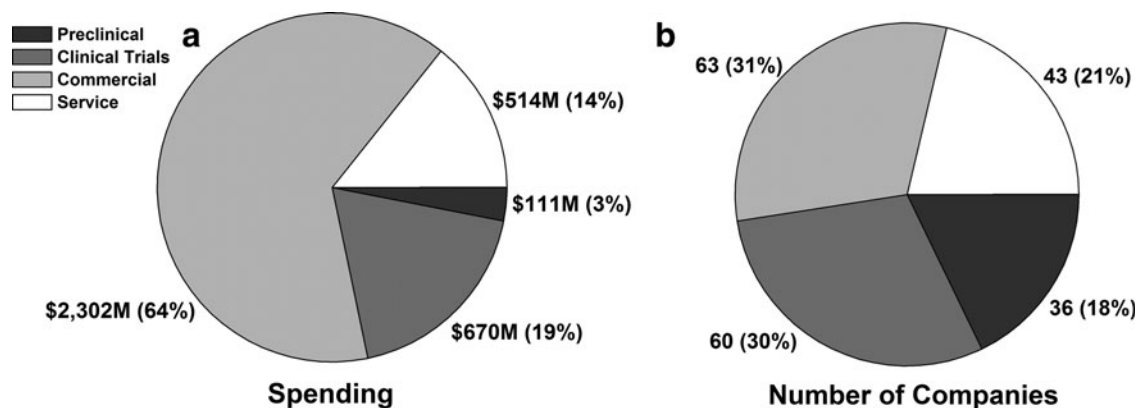 Preclinical
Clinical Trials
Commercial
Service
a
$514M (14%)
$111M (3%)
$670M (19%)
$2,302M (64%)
Spending
b
63 (31%)
43 (21%)
36 (18%)
60 (30%)
Number of Companies